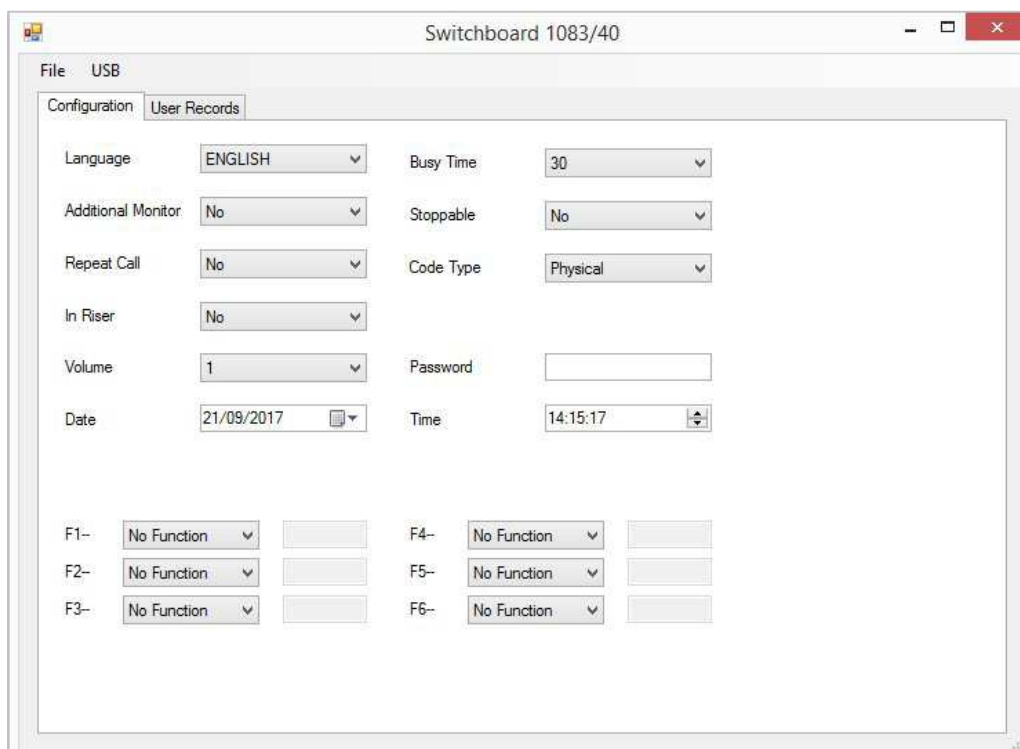 Switchboard 1083/40
File USB
Configuration User Records
Language ENGLISH Busy Time 30
Additional Monitor No Stoppable No
Repeat Call No Code Type Physical
In Riser No
Volume 1 Password
Date 21/09/2017 Time 14:15:17
F1-- No Function F4-- No Function
F2-- No Function F5-- No Function
F3-- No Function F6-- No Function